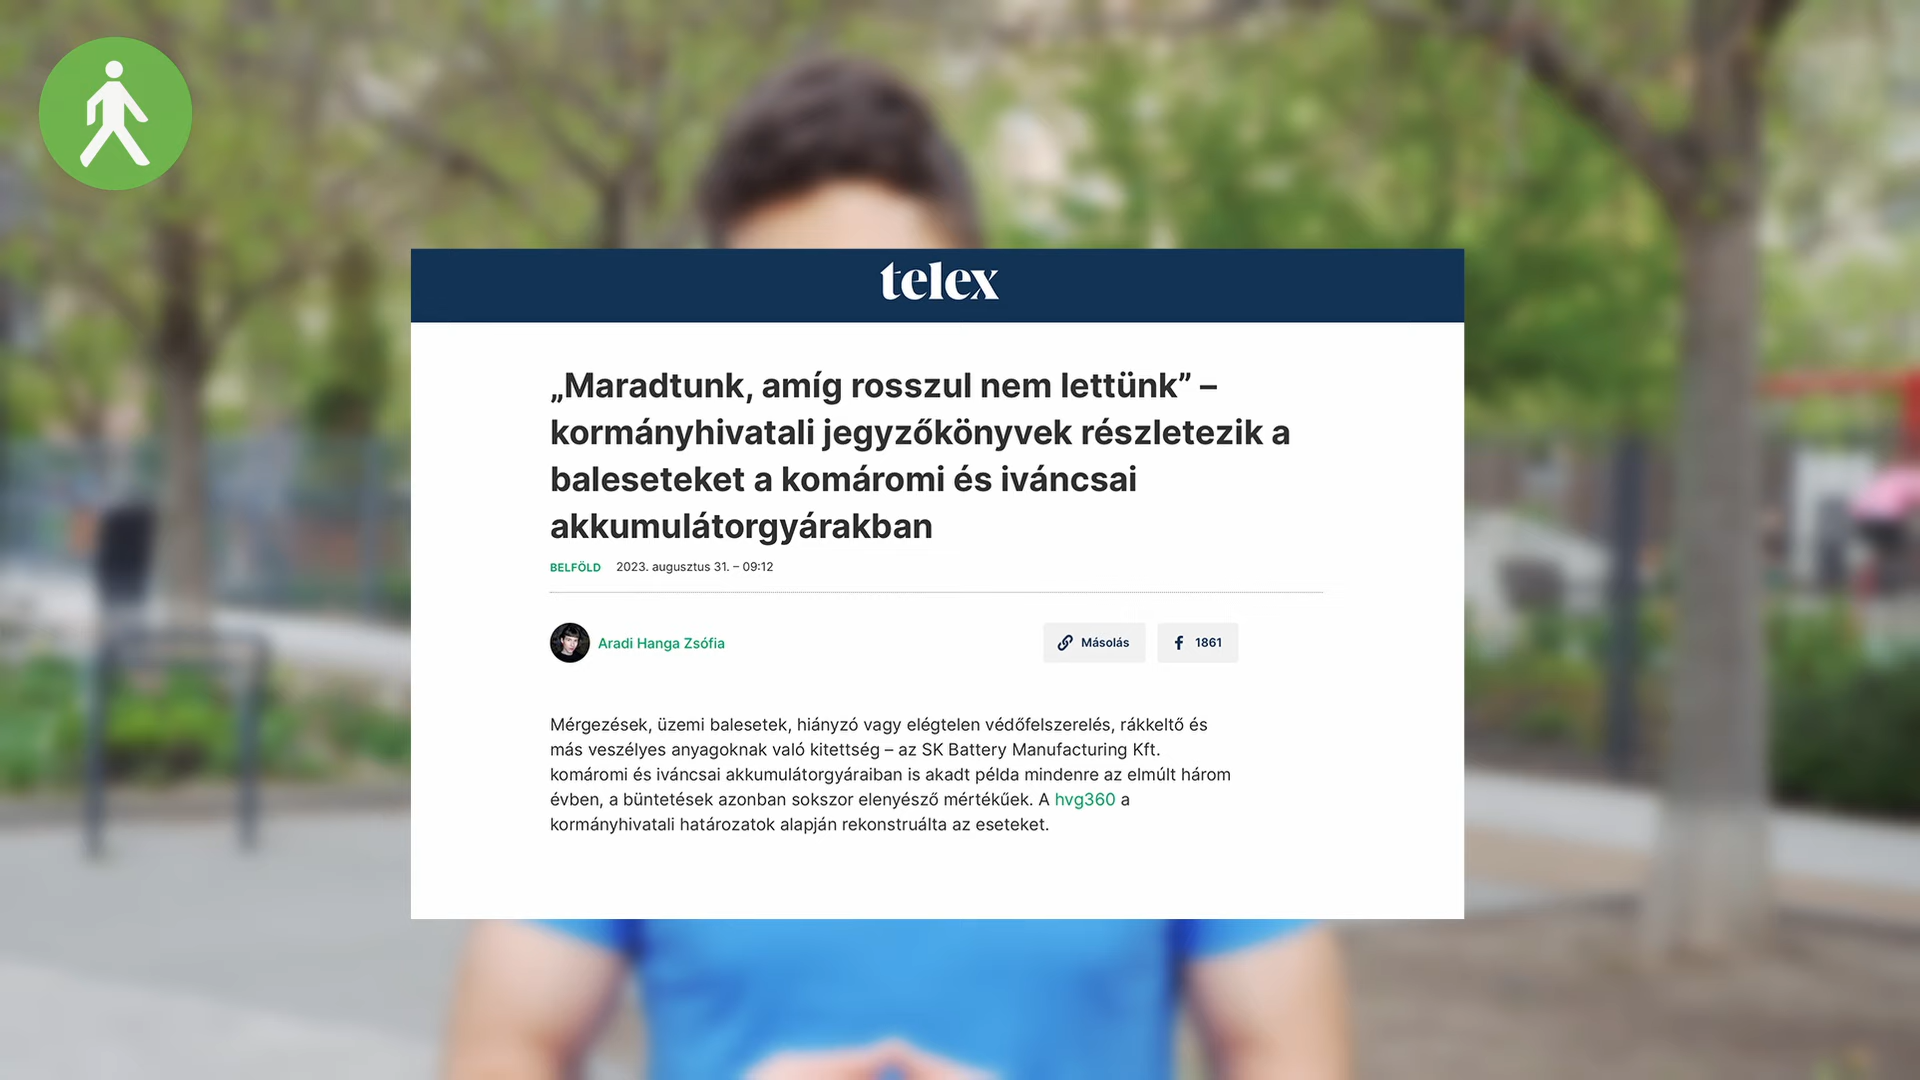 telex
„Maradtunk, amíg rosszul nem lettünk” –
kormányhivatali jegyzőkönyvek részletezik a
baleseteket a komáromi és iváncsai
akkumulátorgyárakban
BELFÖLD 2023. augusztus 31. – 09:12
Aradi Hanga Zsófia Másolás 1861
Mérgezések, üzemi balesetek, hiányzó vagy elégtelen védőfelszerelés, rákkeltő és
más veszélyes anyagoknak való kitettség – az SK Battery Manufacturing Kft.
komáromi és iváncsai akkumulátorgyáraiban is akadt példa mindenre az elmúlt három
évben, a büntetések azonban sokszor elenyésző mértékűek. A hvg360 a
kormányhivatali határozatok alapján rekonstruálta az eseteket.